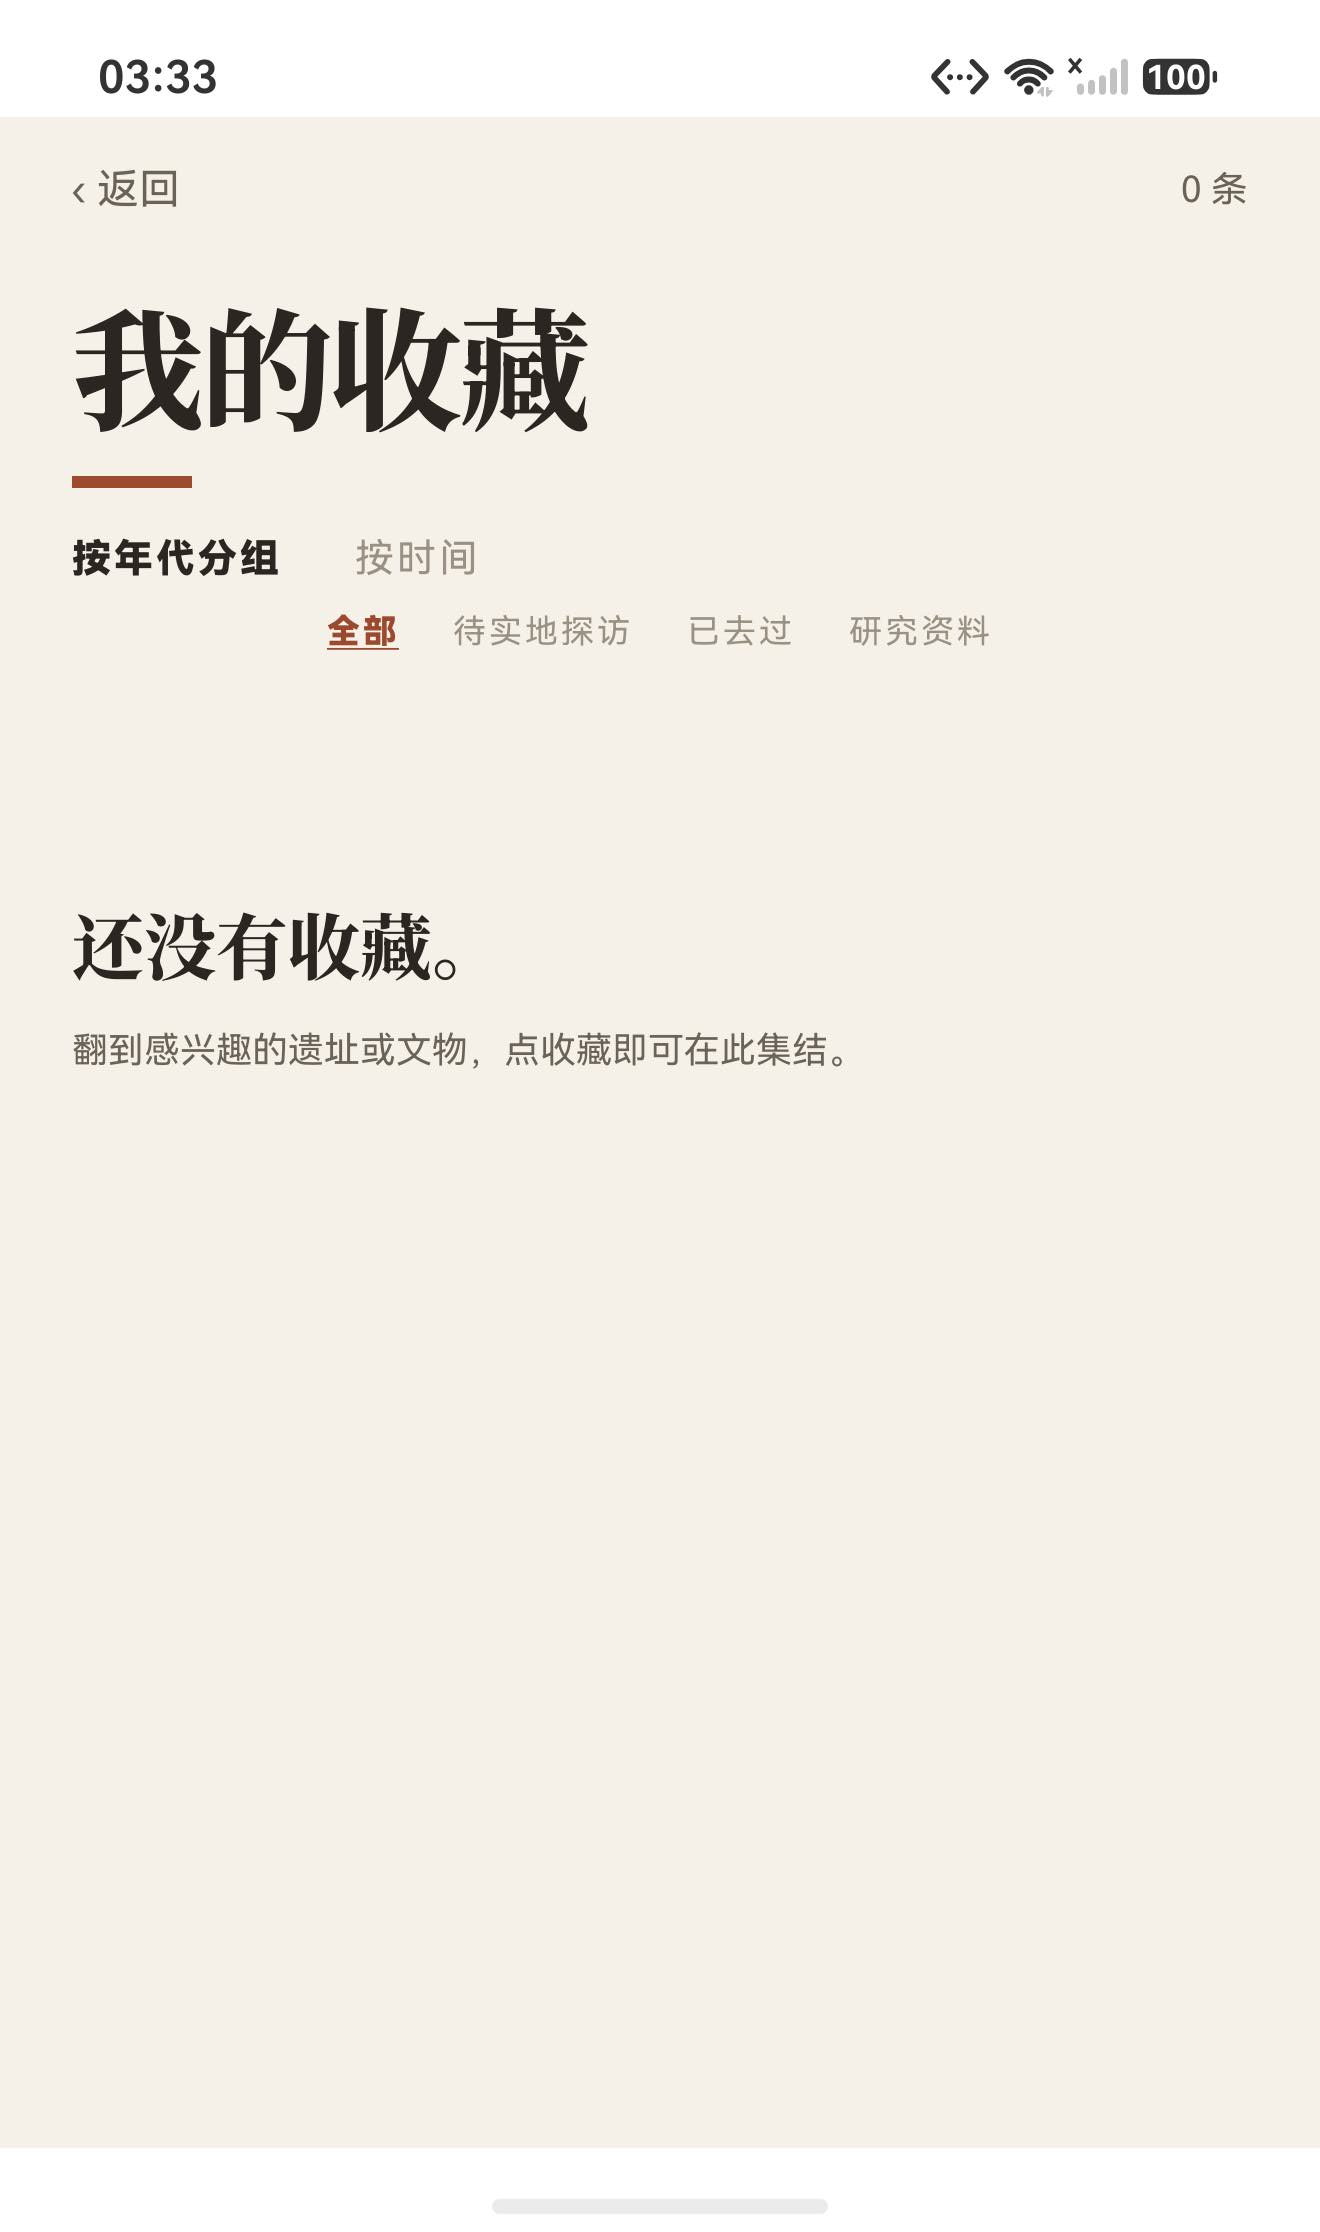 03:33
100
‹ 返回
0 条
我的收藏
按年代分组 按时间
全部 待实地探访 已去过 研究资料
还没有收藏。
翻到感兴趣的遗址或文物，点收藏即可在此集结。